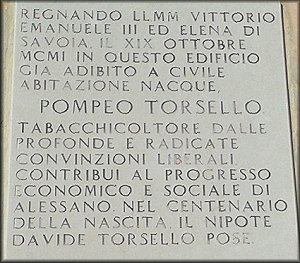 REGNANDO LLMM VITTORIO
EMANUELE III ED ELENA DI
SAVOIA, IL XIX OTTOBRE
MCMI IN QUESTO EDIFICIO
GIA ADIBITO A CIVILE
ABITAZIONE NACQUE,
POMPEO TORSELLO
TABACCHICOLTORE DALLE
PROFONDE E RADICATE
CONVINZIONI LIBERALI.
CONTRIBUI AL PROGRESSO
ECONOMICO E SOCIALE DI
ALESSANO. NEL CENTENARIO
DELLA NASCITA, IL NIPOTE
DAVIDE TORSELLO POSE.